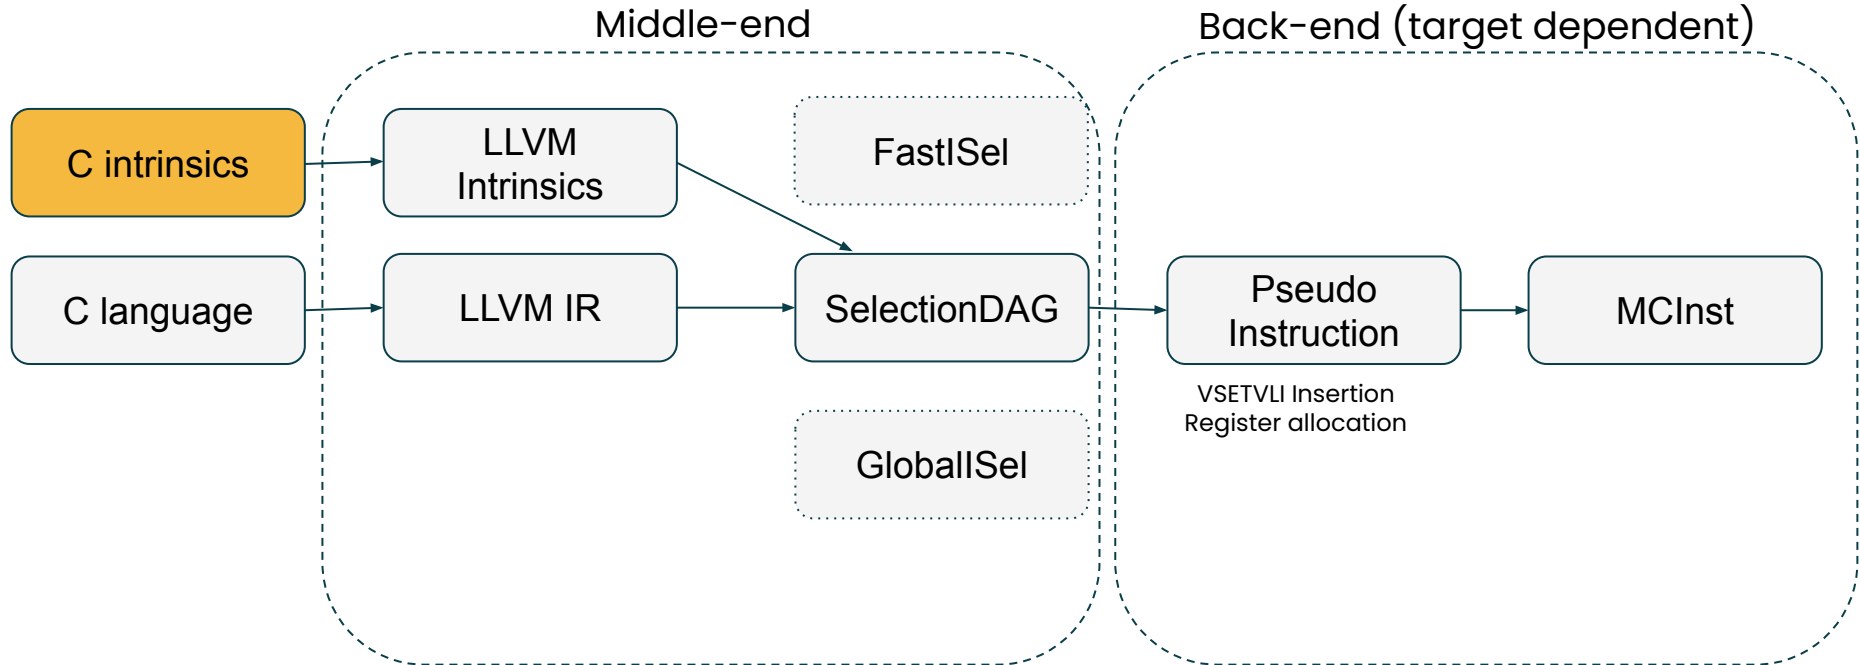 Middle-end
Back-end (target dependent)
C intrinsics
LLVM
Intrinsics
FastISel
C language
LLVM IR
SelectionDAG
Pseudo
Instruction
MCInst
VSETVLI Insertion
Register allocation
GlobalISel